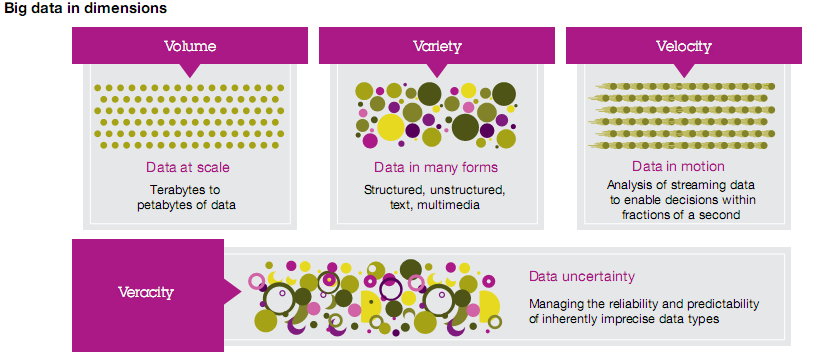 Big data in dimensions
Volume
Variety
Velocity
Data at scale
Terabytes to
petabytes of data
Data in many forms
Structured, unstructured,
text, multimedia
Data in motion
Analysis of streaming data
to enable decisions within
fractions of a second
Veracity
Data uncertainty
Managing the reliability and predictability
of inherently imprecise data types